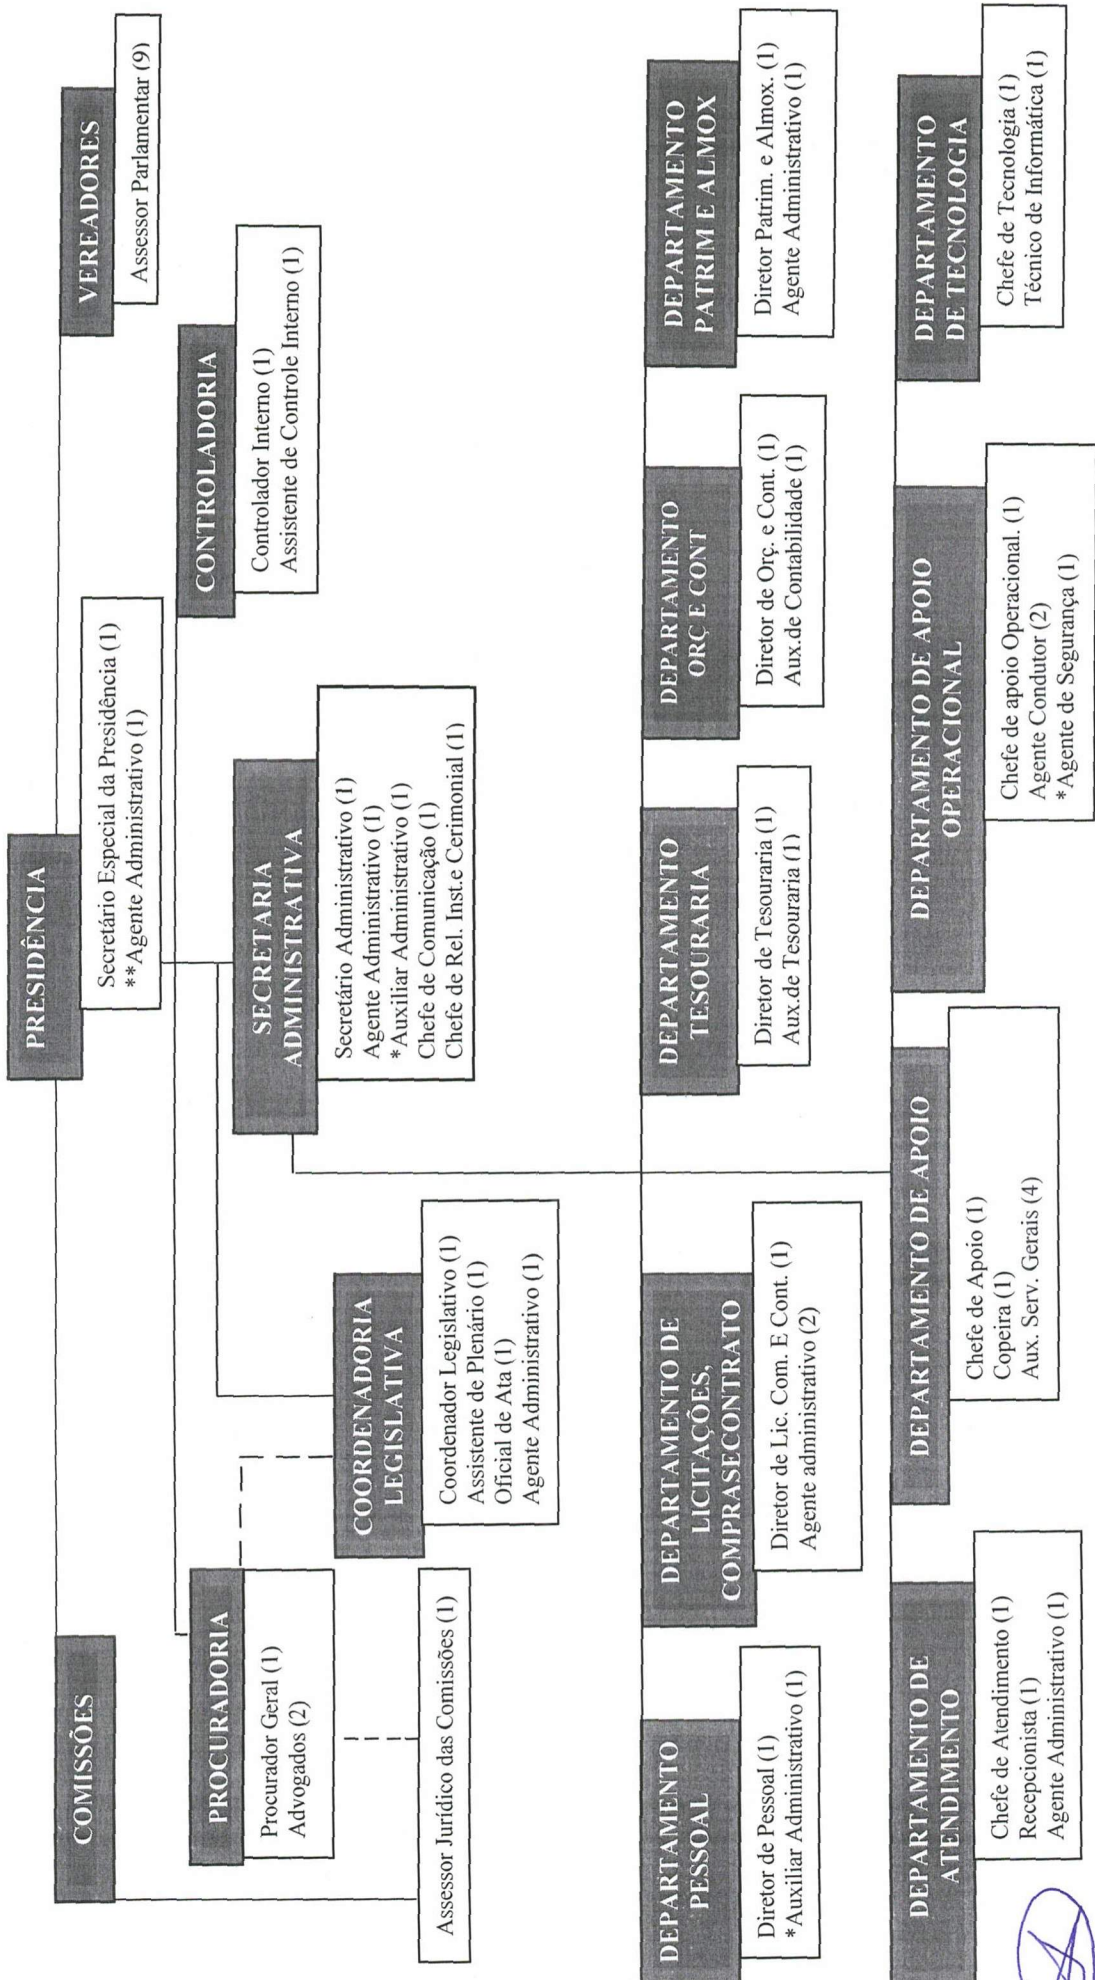 PRESIDÊNCIA
Secretário Especial da Presidência (1)
**Agente Administrativo (1)
COMISSÕES
VEREADORES
Assessor Parlamentar (9)
PROCURADORIA
Procurador Geral (1)
Advogados (2)
Assessor Jurídico das Comissões (1)
CONTROLADORIA
Controlador Interno (1)
Assistente de Controle Interno (1)
COORDENADORIA
LEGISLATIVA
Coordenador Legislativo (1)
Assistente de Plenário (1)
Oficial de Ata (1)
Agente Administrativo (1)
SECRETARIA
ADMINISTRATIVA
Secretário Administrativo (1)
Agente Administrativo (1)
*Auxiliar Administrativo (1)
Chefe de Comunicação (1)
Chefe de Rel. Inst.e Cerimonial (1)
DEPARTAMENTO
PESSOAL
Diretor de Pessoal (1)
*Auxiliar Administrativo (1)
DEPARTAMENTO DE
LICITAÇÕES,
COMPRASECONTRATO
Diretor de Lic. Com. E Cont. (1)
Agente administrativo (2)
DEPARTAMENTO
TESOURARIA
Diretor de Tesouraria (1)
Aux.de Tesouraria (1)
DEPARTAMENTO
ORÇ E CONT
Diretor de Orç. e Cont. (1)
Aux.de Contabilidade (1)
DEPARTAMENTO
PATRIM E ALMOX
Diretor Patrim. e Almox. (1)
Agente Administrativo (1)
DEPARTAMENTO DE
ATENDIMENTO
Chefe de Atendimento (1)
Recepcionista (1)
Agente Administrativo (1)
DEPARTAMENTO DE APOIO
Chefe de Apoio (1)
Copeira (1)
Aux. Serv. Gerais (4)
DEPARTAMENTO DE APOIO
OPERACIONAL
Chefe de apoio Operacional. (1)
Agente Condutor (2)
*Agente de Segurança (1)
DEPARTAMENTO
DE TECNOLOGIA
Chefe de Tecnologia (1)
Técnico de Informática (1)